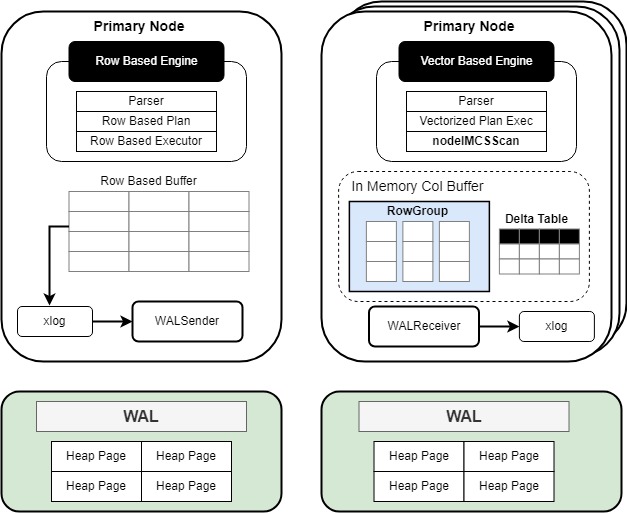 Primary Node
Row Based Engine
Parser
Row Based Plan
Row Based Executor
Row Based Buffer
xlog
WALSender
Primary Node
Vector Based Engine
Parser
Vectorized Plan Exec
nodeIMCSScan
In Memory Col Buffer
RowGroup
Delta Table
WALReceiver
xlog
WAL
Heap Page Heap Page
Heap Page Heap Page
WAL
Heap Page Heap Page
Heap Page Heap Page